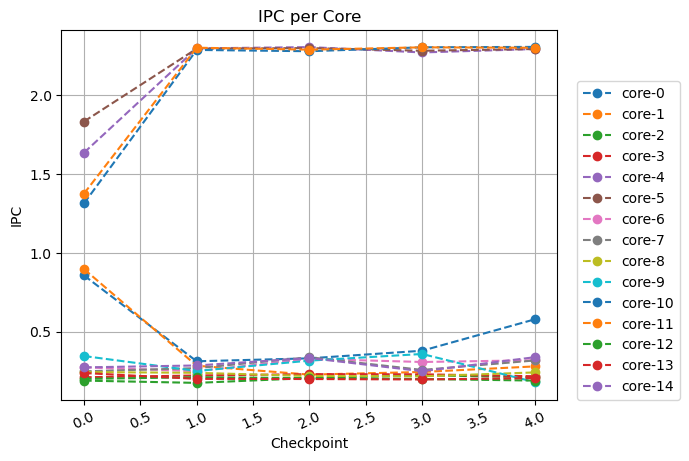 IPC per Core
IPC
2.0
1.5
1.0
0.5
0.0
0.5
1.0
1.5
2.0
2.5
3.0
3.5
4.0
Checkpoint
core-0
core-1
core-2
core-3
core-4
core-5
core-6
core-7
core-8
core-9
core-10
core-11
core-12
core-13
core-14